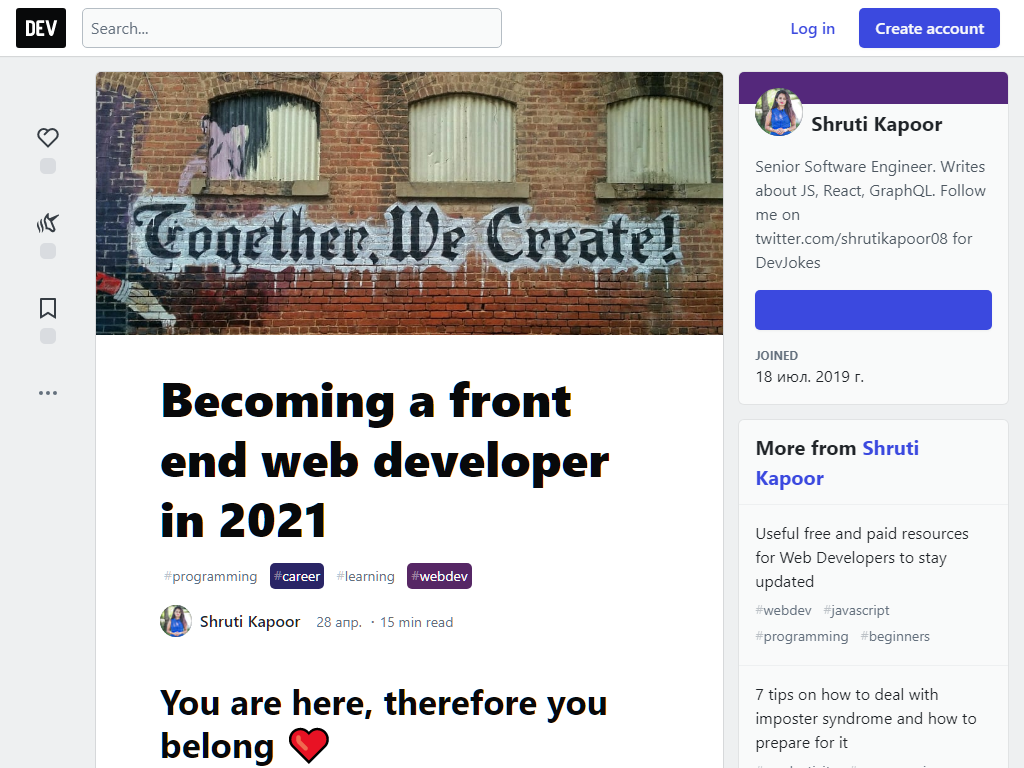 DEV
Search...
Log in
Create account
Together, We Create!
Becoming a front
end web developer
in 2021
#programming #career #learning #webdev
Shruti Kapoor 28 апр. · 15 min read
You are here, therefore you
belong ❤️
Shruti Kapoor
Senior Software Engineer. Writes
about JS, React, GraphQL. Follow
me on
twitter.com/shrutikapoor08 for
DevJokes
JOINED
18 июл. 2019 г.
More from Shruti
Kapoor
Useful free and paid resources
for Web Developers to stay
updated
#webdev #javascript
#programming #beginners
7 tips on how to deal with
imposter syndrome and how to
prepare for it